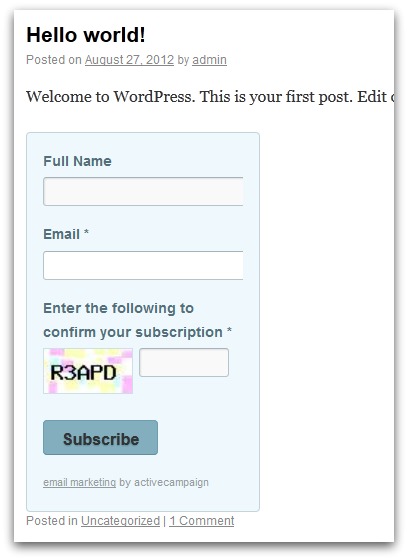 Hello world!
Posted on August 27, 2012 by admin
Welcome to WordPress. This is your first post. Edit
Full Name
Email *
Enter the following to
confirm your subscription *
R3APD
Subscribe
email marketing by activecampaign
Posted in Uncategorized | 1 Comment